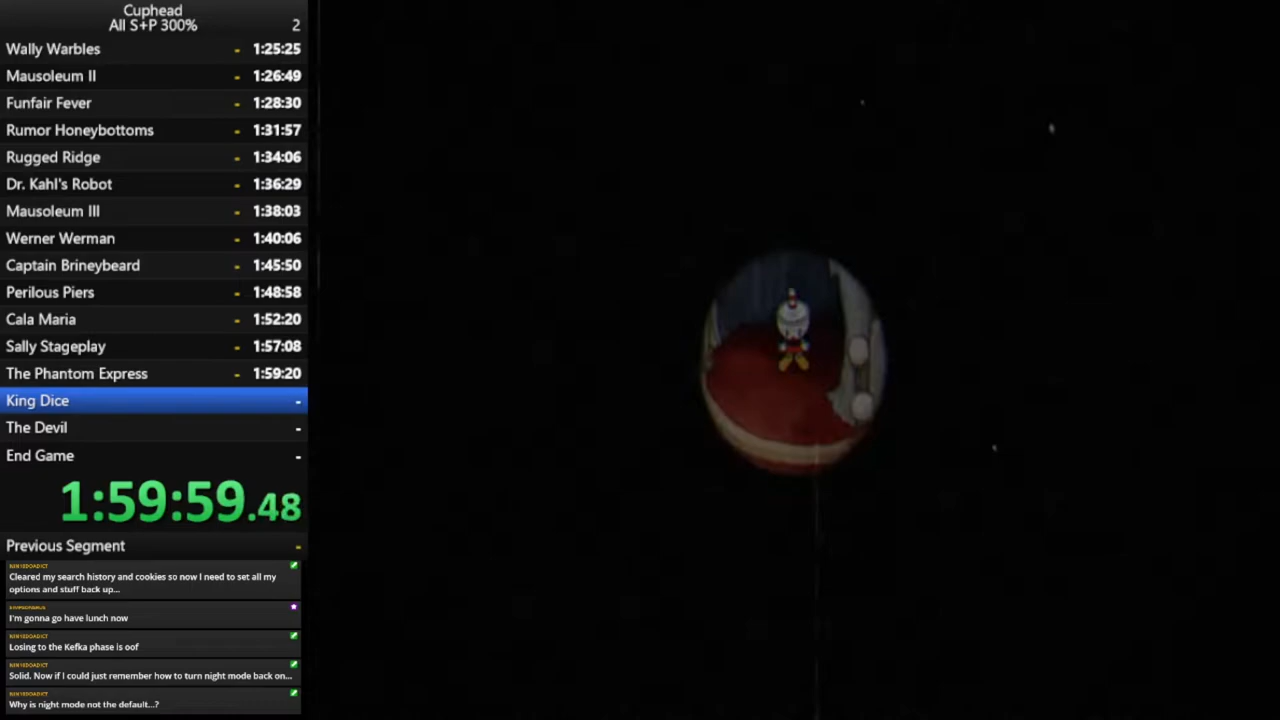 Cuphead
All S+P 300% 2
Wally Warbles - 1:25:25
Mausoleum II - 1:26:49
Funfair Fever - 1:28:30
Rumor Honeybottoms - 1:31:57
Rugged Ridge - 1:34:06
Dr. Kahl's Robot - 1:36:29
Mausoleum III - 1:38:03
Werner Werman - 1:40:06
Captain Brineybeard - 1:45:50
Perilous Piers - 1:48:58
Cala Maria - 1:52:20
Sally Stageplay - 1:57:08
The Phantom Express - 1:59:20
King Dice -
The Devil -
End Game -
1:59:59.48
Previous Segment -
Cleared my search history and cookies so now I need to set all my
options and stuff back up...
I'm gonna go have lunch now
Losing to the Kefka phase is oof
Solid. Now if I could just remember how to turn night mode back on...
Why is night mode not the default...?